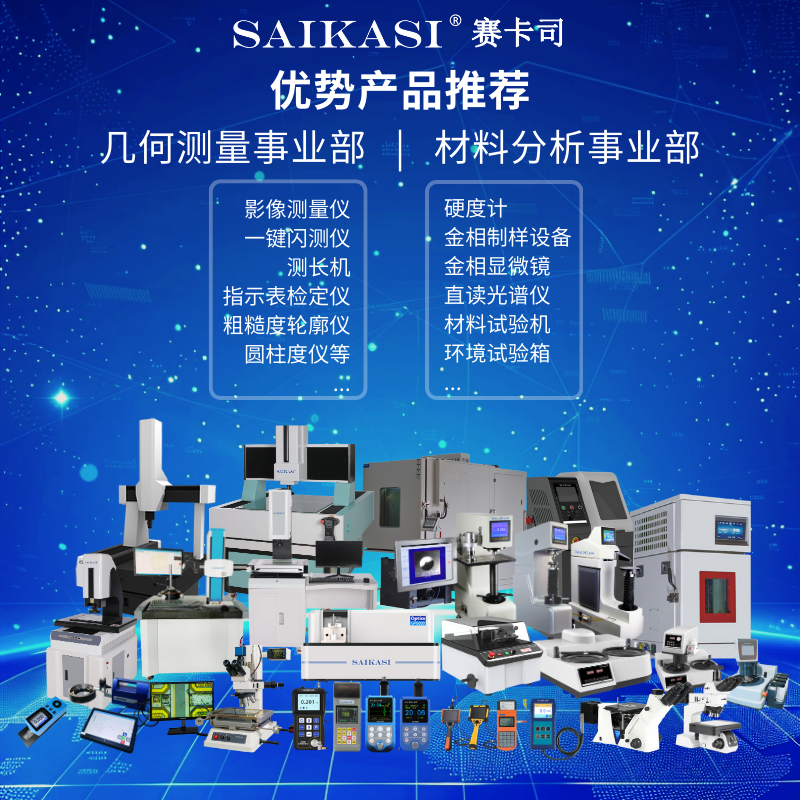 SAIKASI® 赛卡司
优势产品推荐
几何测量事业部 | 材料分析事业部
影像测量仪
一键闪测仪
测长机
指示表检定仪
粗糙度轮廓仪
圆柱度仪等
...
硬度计
金相制样设备
金相显微镜
直读光谱仪
材料试验机
环境试验箱
...
SAIKASI
SAIKASI